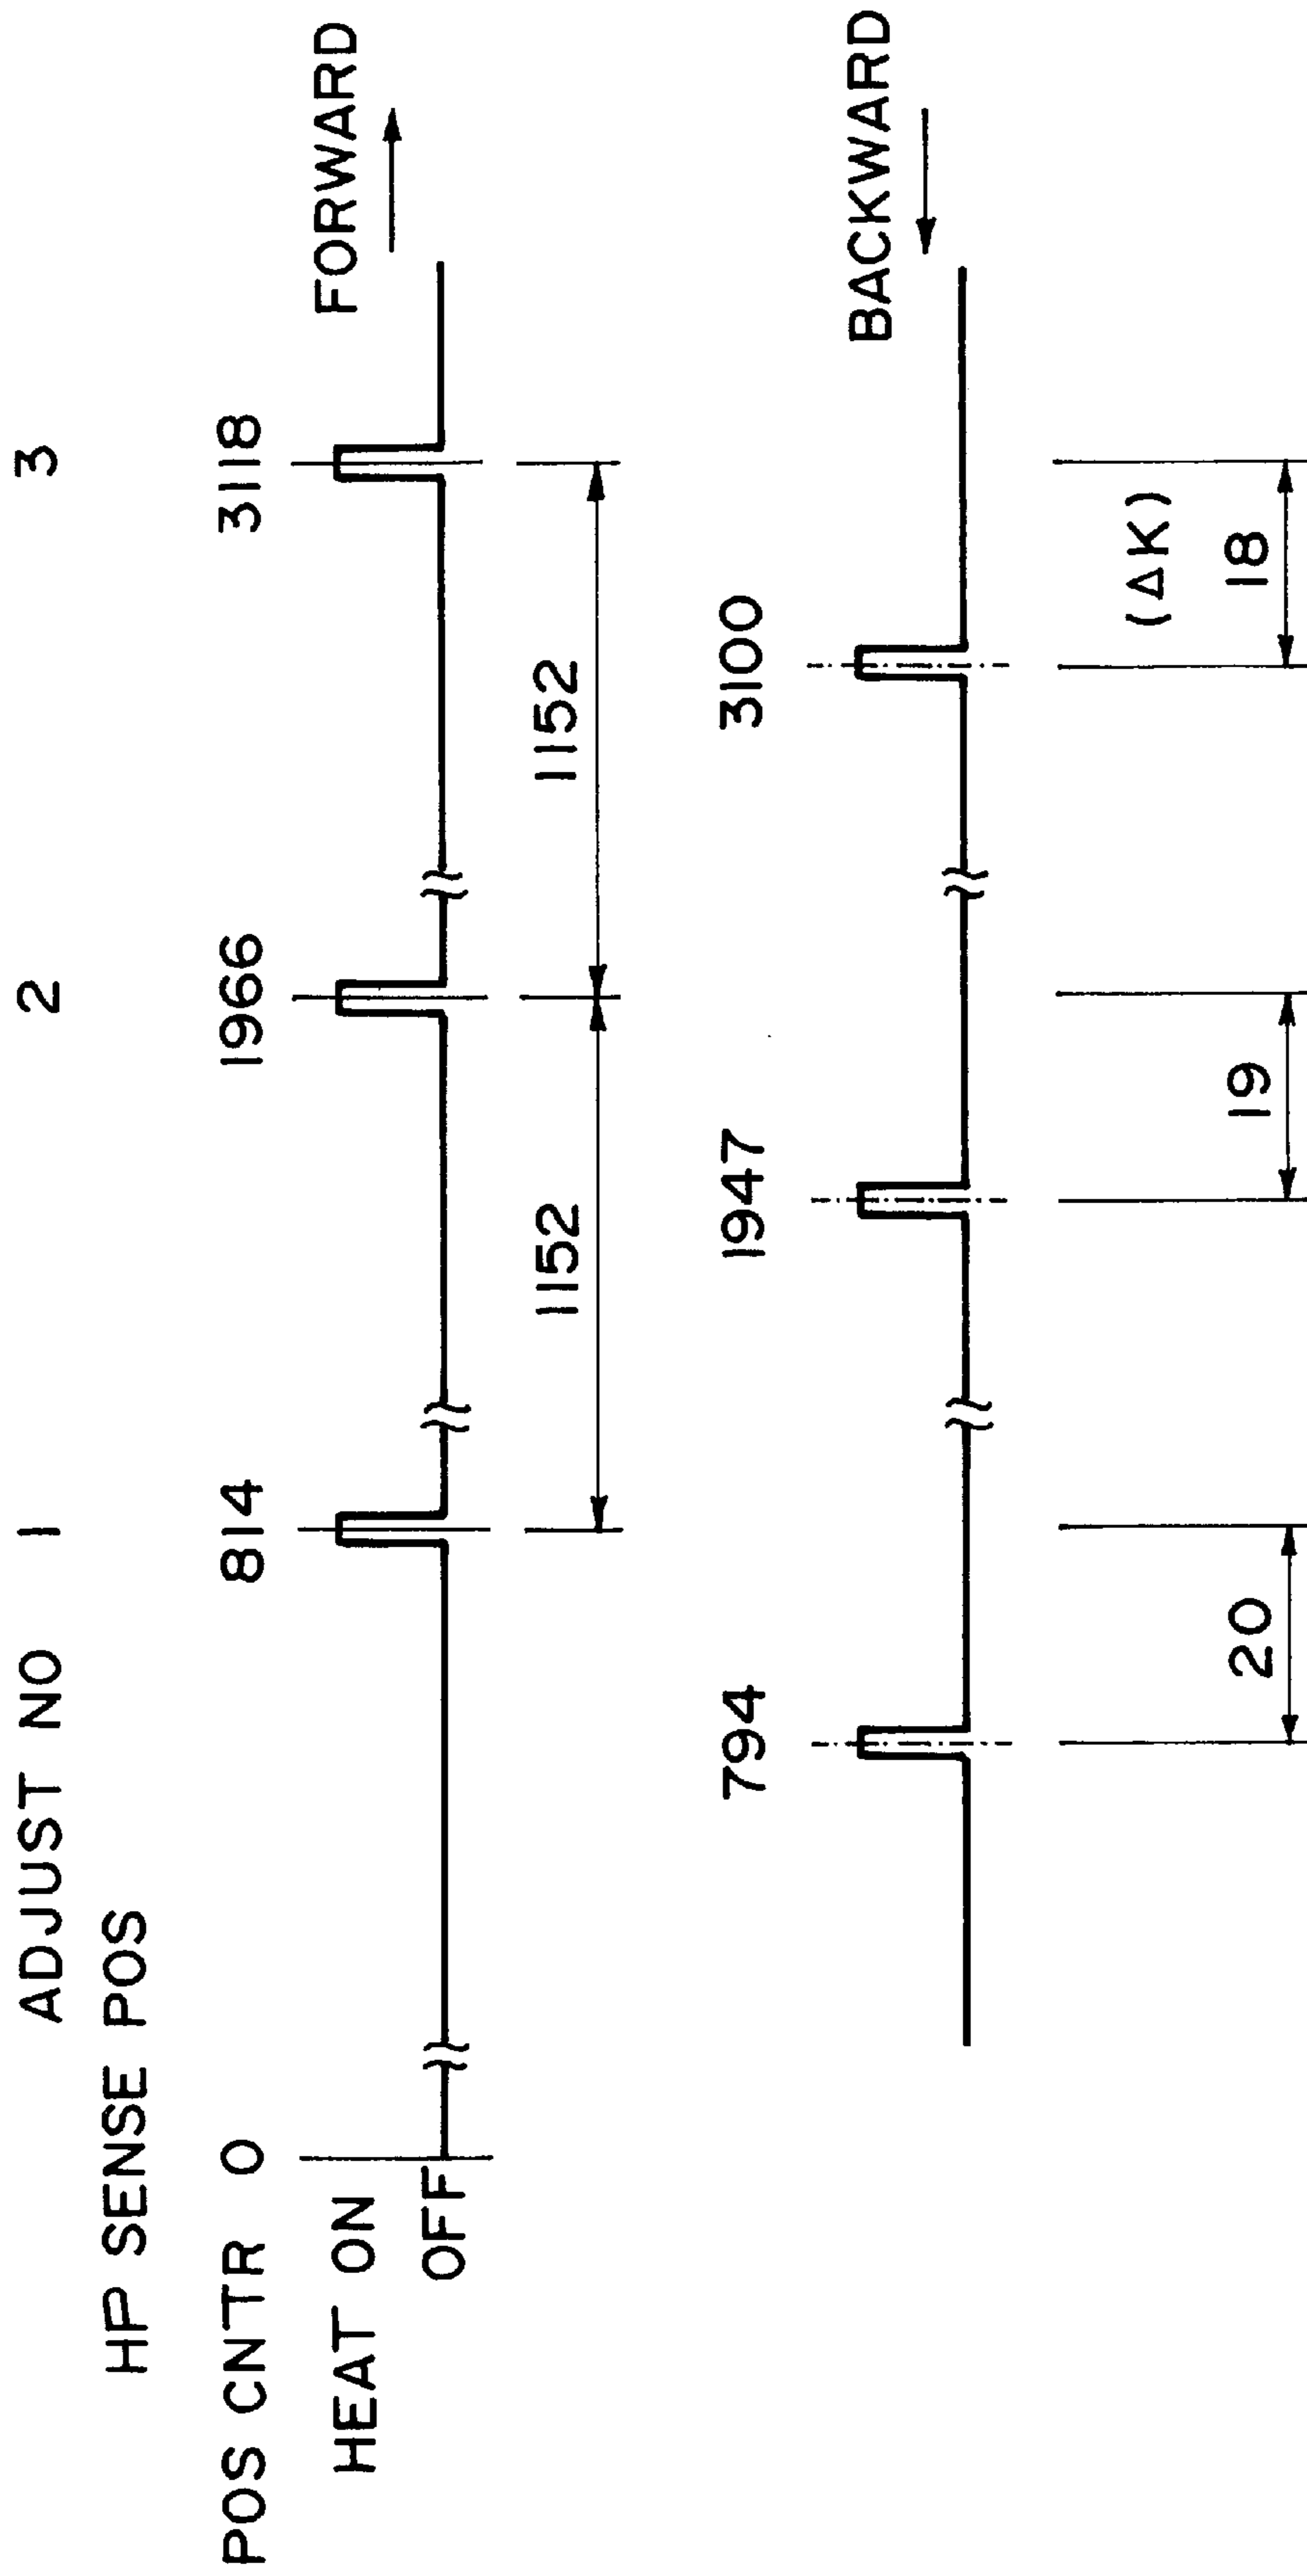 ADJUST NO 1 2 3
HP SENSE POS
POS CNTR 0 814 1966 3118
HEAT ON
OFF
FORWARD
1152 1152
794 1947 3100
BACKWARD
(ΔK)
20 19 18